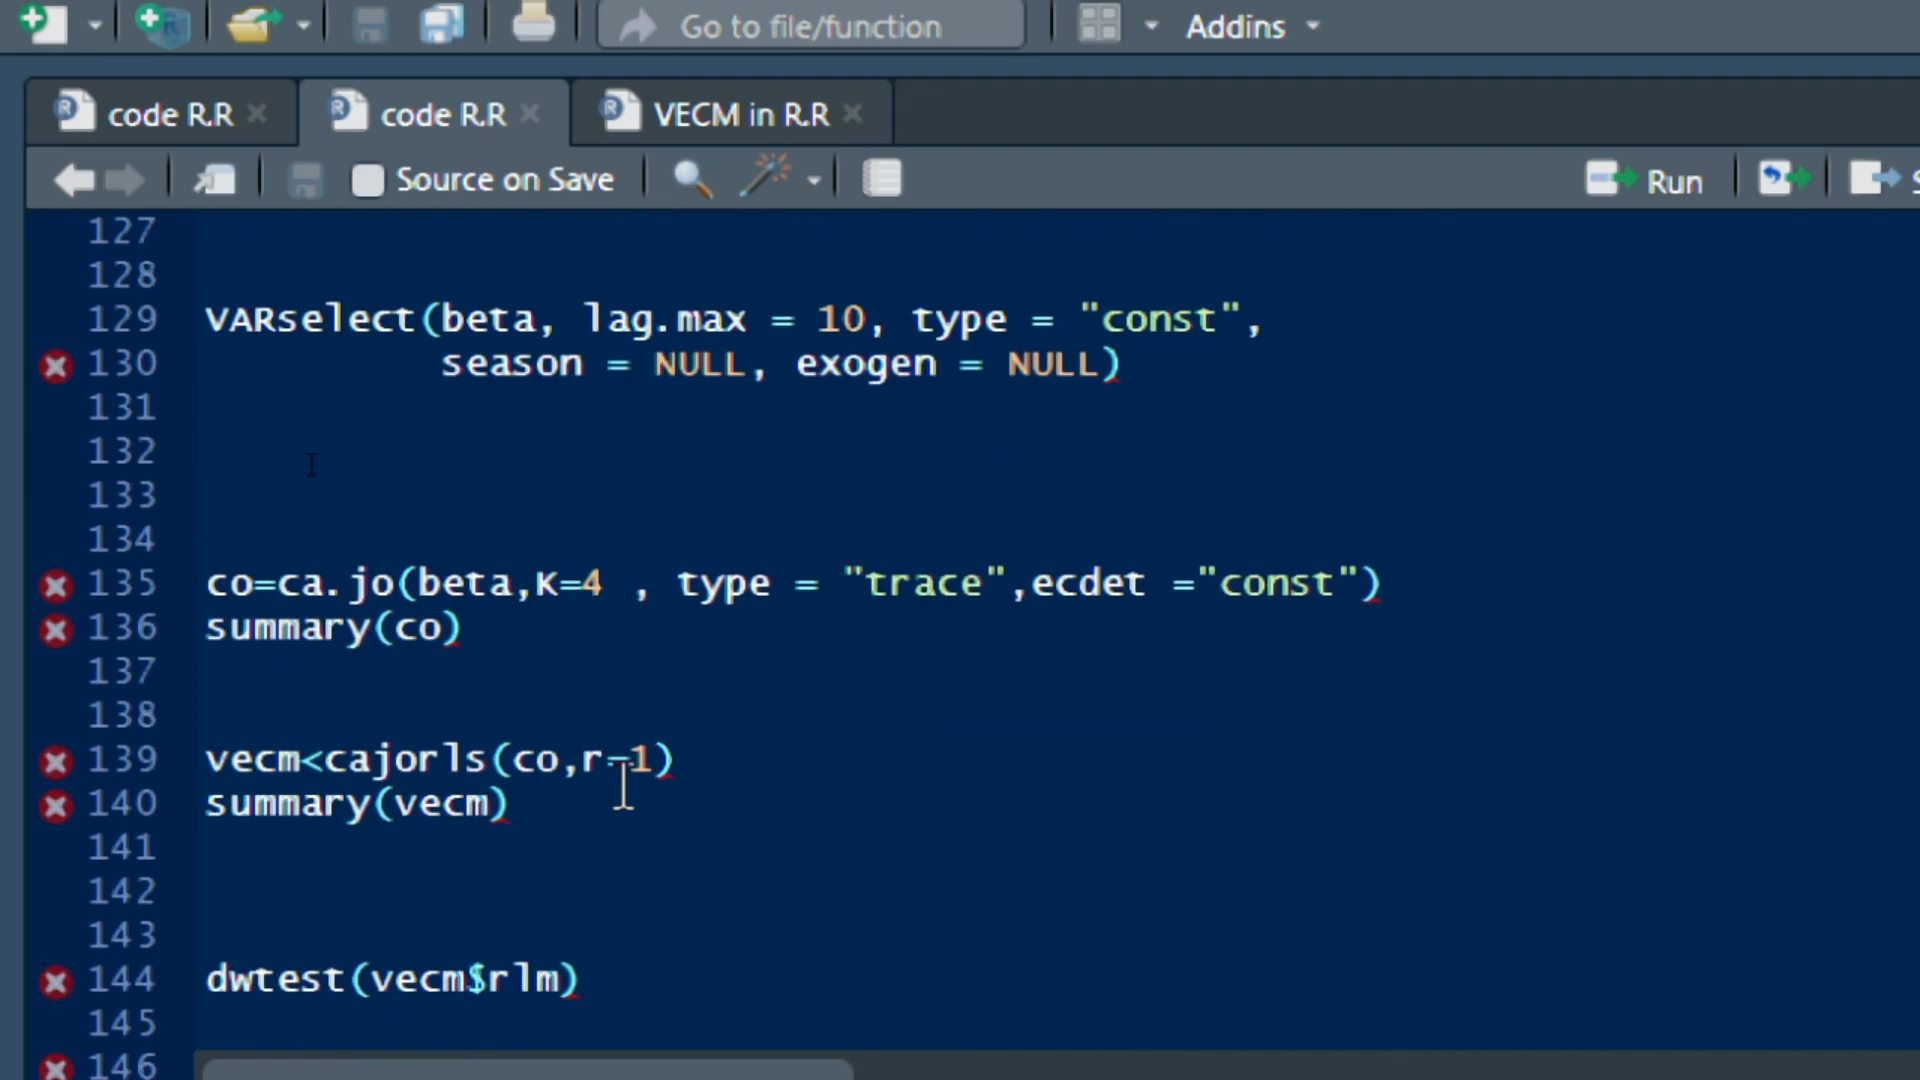 Go to file/function
Addins
code R.R
code R.R
VECM in R.R
Source on Save
Run
127
128
129 VARselect(beta, lag.max = 10, type = "const",
130 season = NULL, exogen = NULL)
131
132
133
134
135 co=ca.jo(beta,K=4 , type = "trace",ecdet ="const")
136 summary(co)
137
138
139 vecm<cajorls(co,r=1)
140 summary(vecm)
141
142
143
144 dwtest(vecm$rlm)
145
146